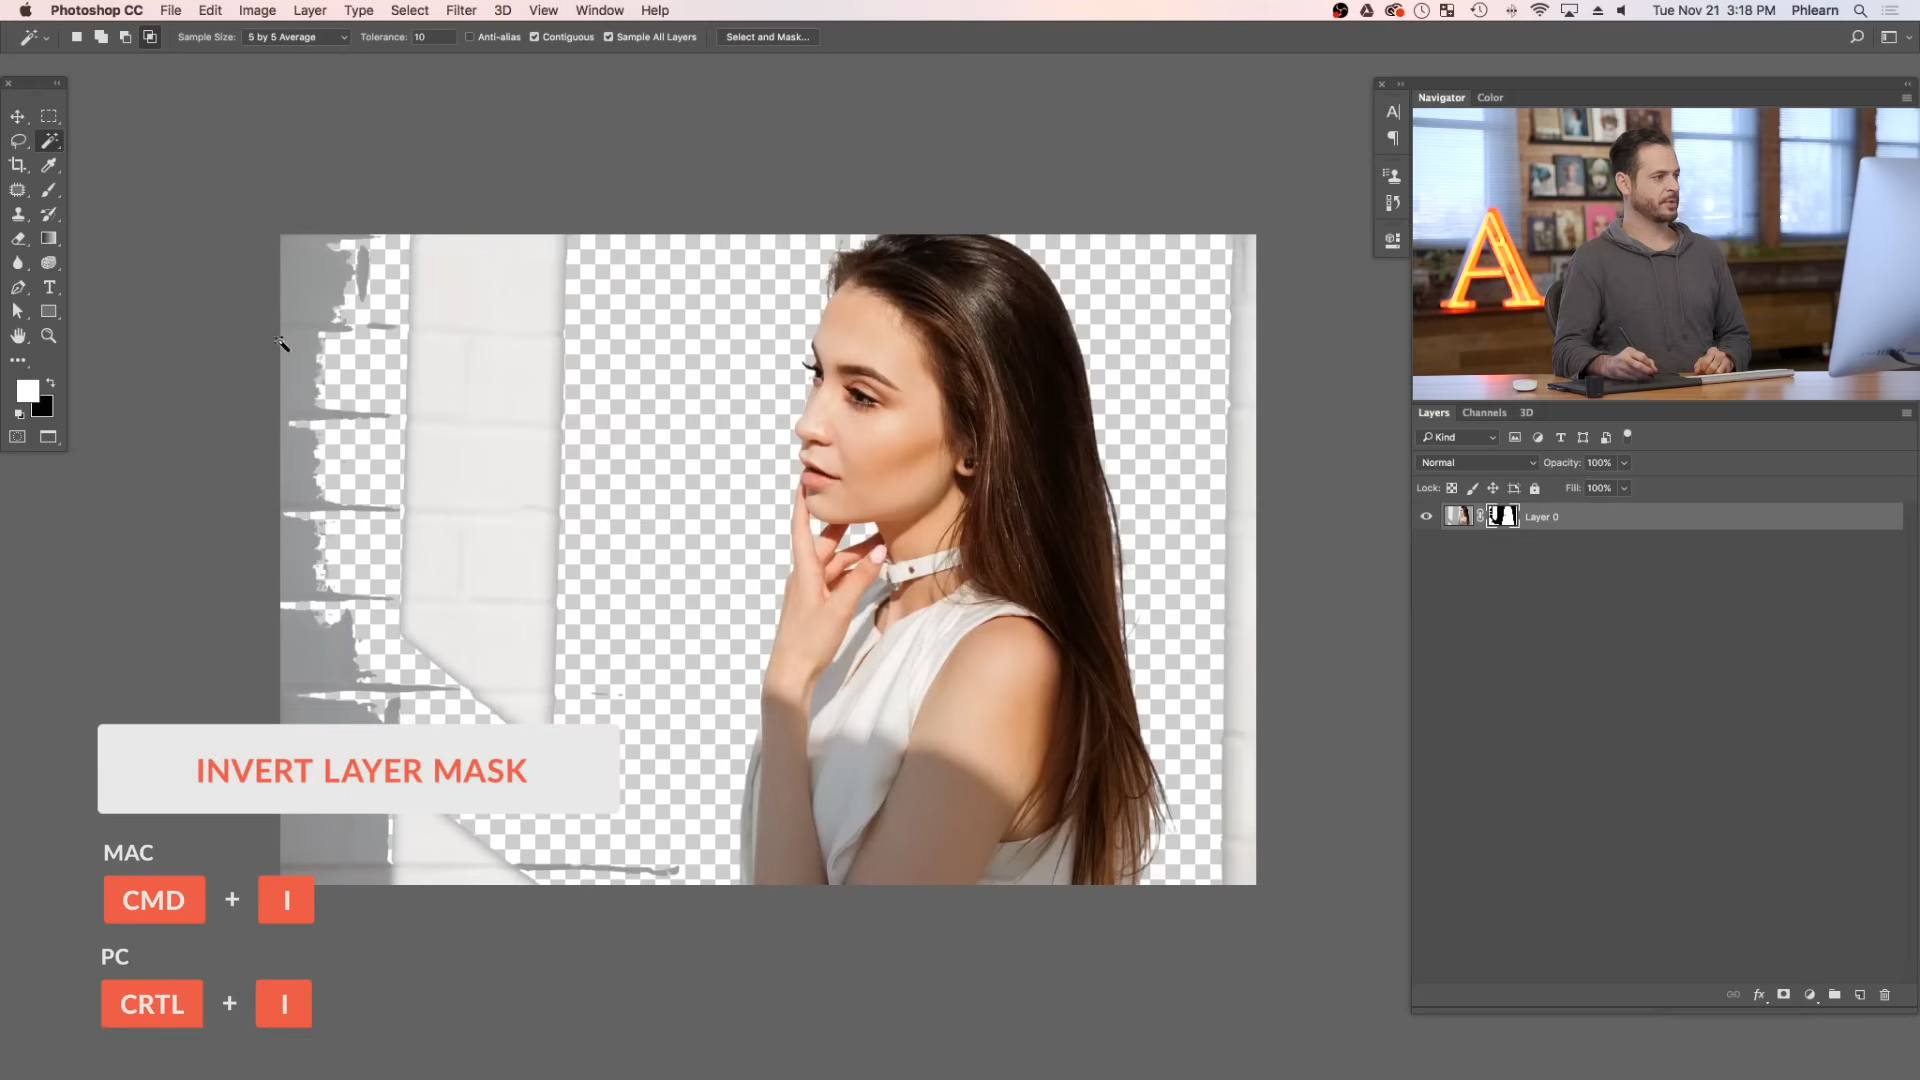 Photoshop CC File Edit Image Layer Type Select Filter 3D View Window Help Tue Nov 21 3:18 PM Phlearn
Sample Size: 5 by 5 Average Tolerance: 10 Anti-alias Contiguous Sample All Layers Select and Mask...
Navigator Color
Layers Channels 3D
Kind
Normal Opacity: 100%
Lock: Fill: 100%
Layer 0
fx
INVERT LAYER MASK
MAC
CMD + I
PC
CRTL + I